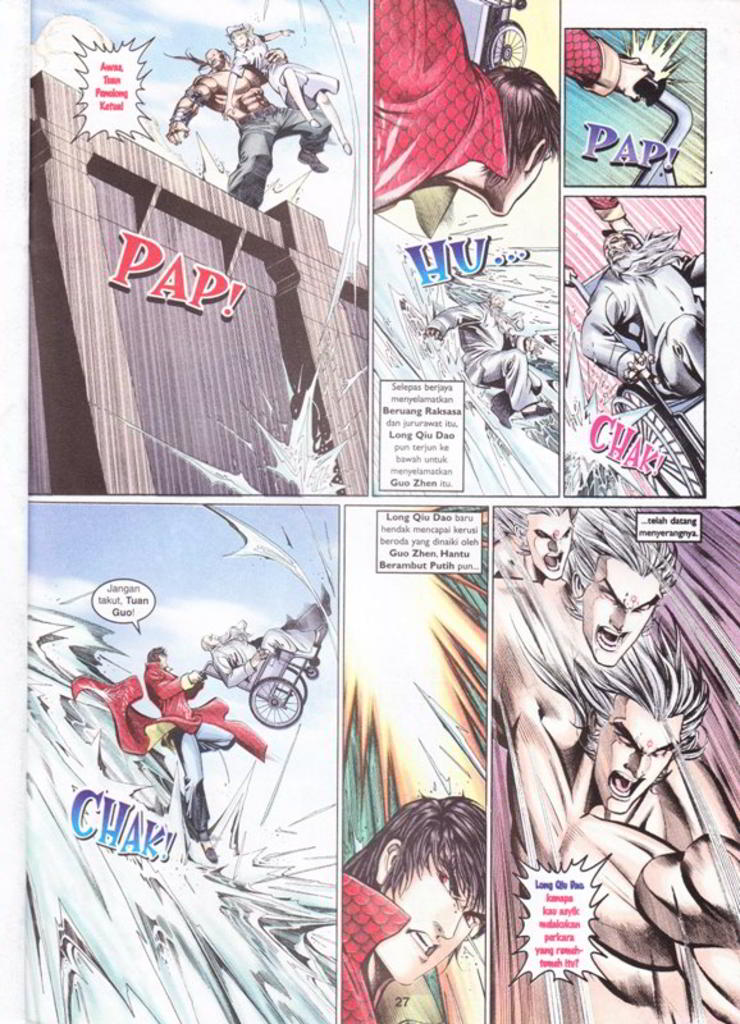 Awas,
Tuan
Penolong
Ketua!
PAP!
HU...
Selepas berjaya
menyelamatkan
Beruang Raksasa
dan jururawat itu,
Long Qiu Dao
pun terjun ke
bawah untuk
menyelamatkan
Guo Zhen itu.
PAP!
CHAK!
Jangan
takut, Tuan
Guo!
CHAK!
Long Qiu Dao baru
hendak mencapai kerusi
beroda yang dinaiki oleh
Guo Zhen, Hantu
Berambut Putih pun...
...telah datang
menyerangnya.
Long Qiu Dao,
kenapa
kau asyik
melakukan
perkara
yang remeh-
temeh itu?
27